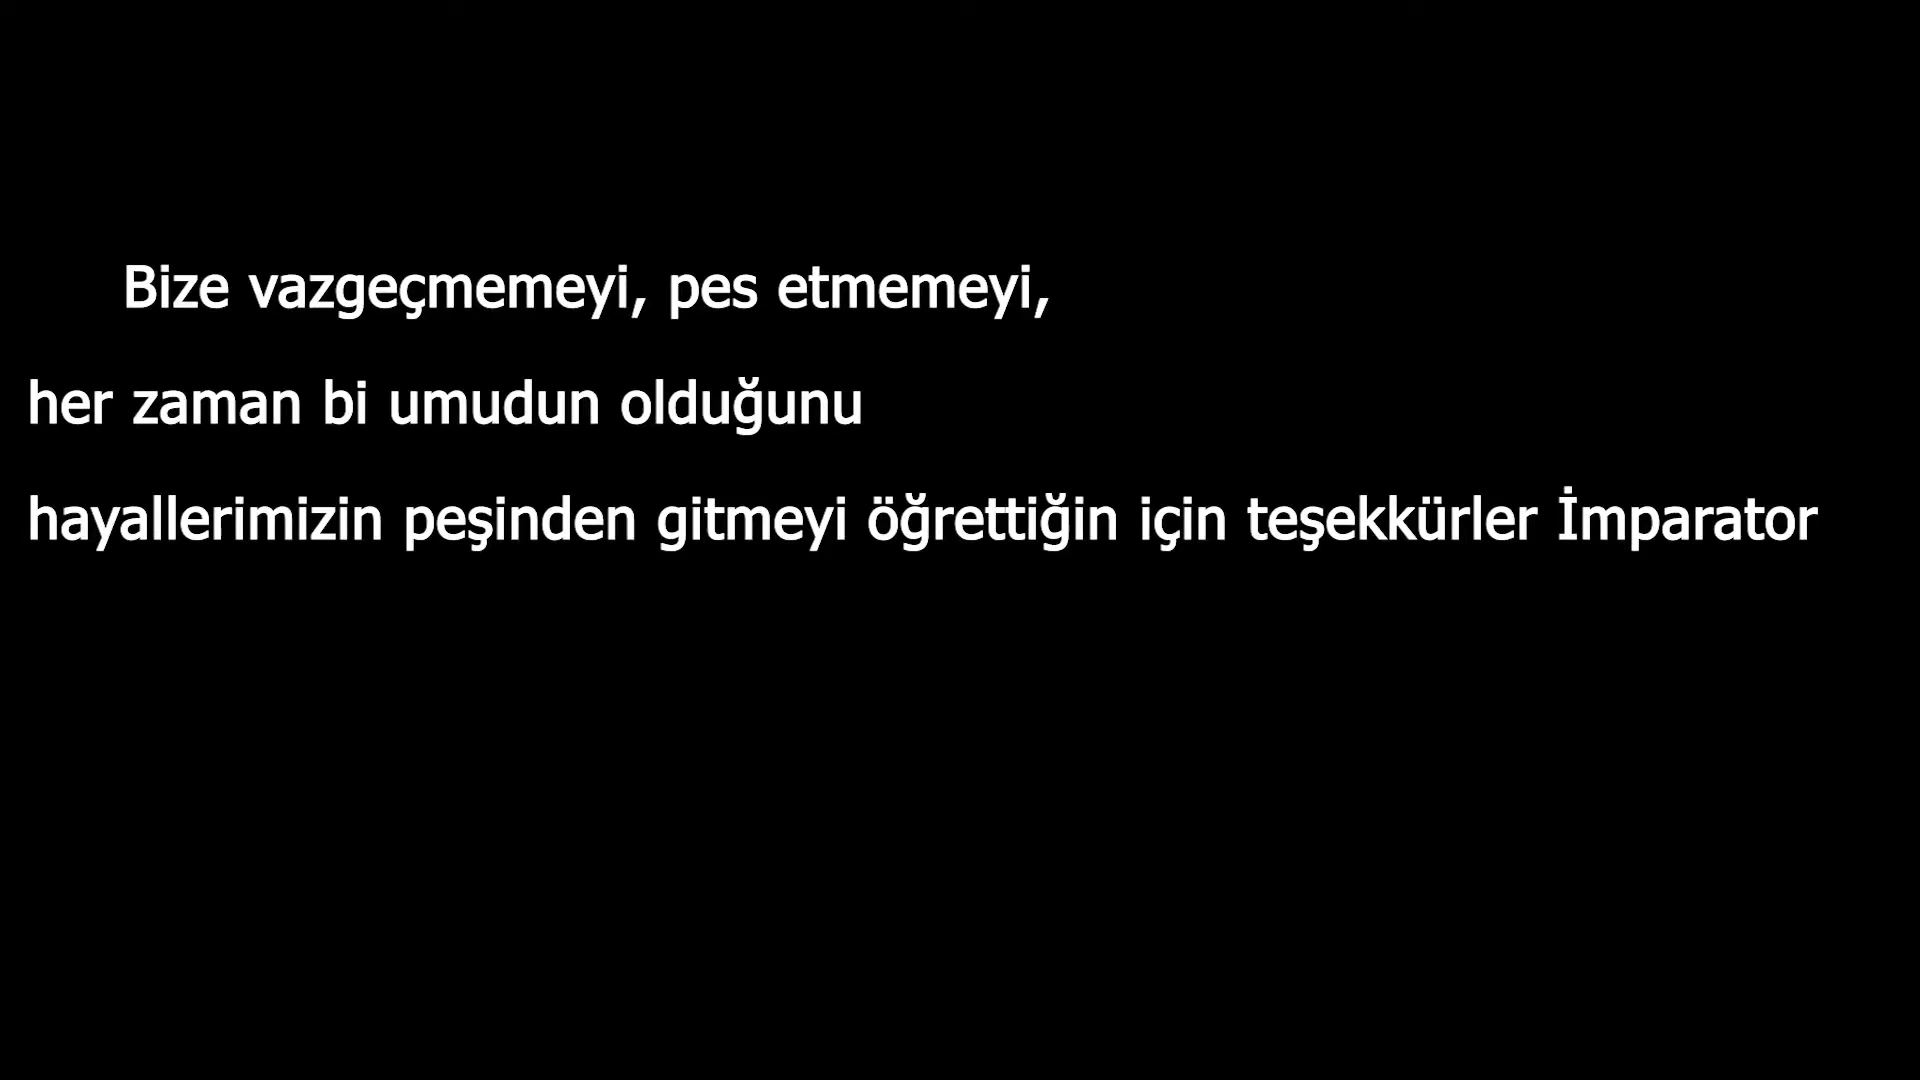 Bize vazgeçmemeyi, pes etmemeyi,
her zaman bi umudun olduğunu
hayallerimizin peşinden gitmeyi öğrettiğin için teşekkürler İmparator